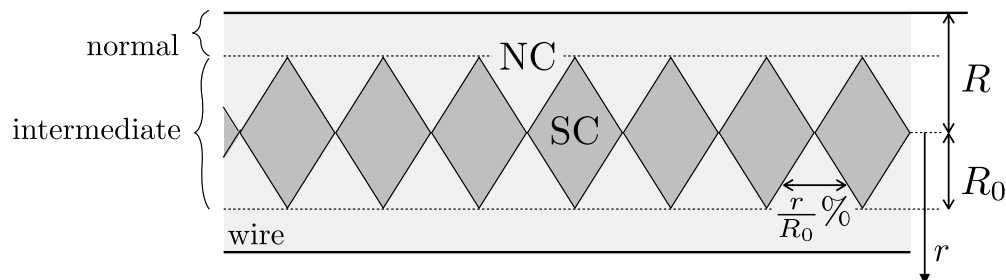 normal
NC
R
intermediate
SC
R₀
r/R₀ %
wire
r